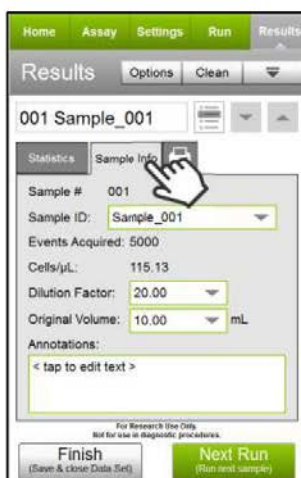 Home Assay Settings Run Results
Results Options Clean
001 Sample_001
Statistics Sample Info
Sample # 001
Sample ID: Sample_001
Events Acquired: 5000
Cells/µL: 115.13
Dilution Factor: 20.00
Original Volume: 10.00 mL
Annotations:
< tap to edit text >
For Research Use Only.
Not for use in diagnostic procedures.
Finish Next Run
(Save & close Data Set) (Run next sample)